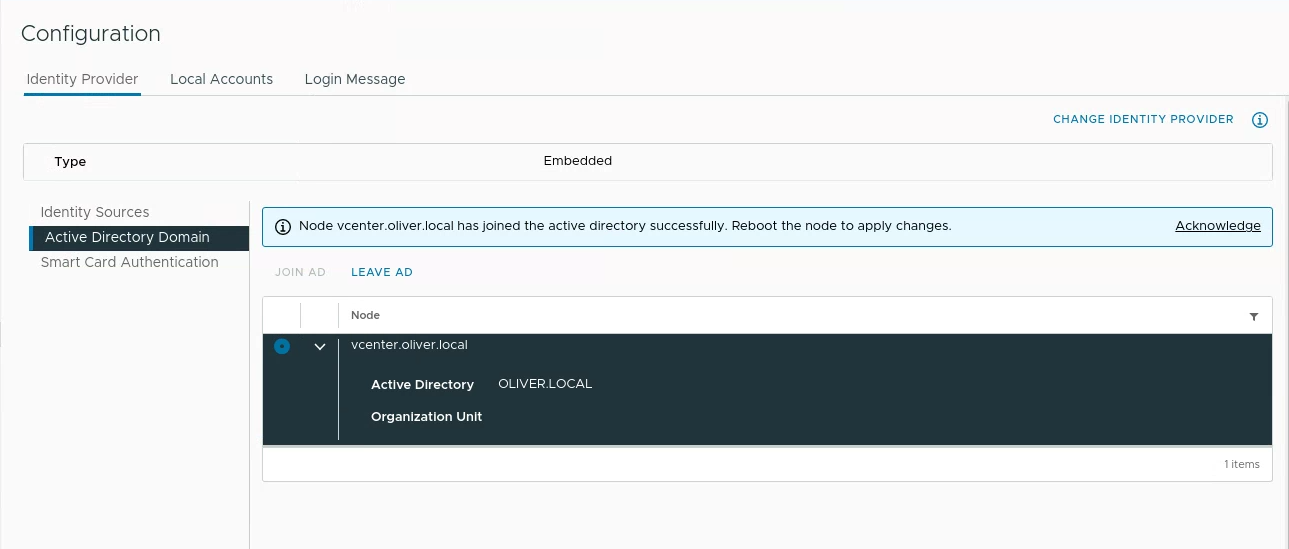 Configuration
Identity Provider Local Accounts Login Message
CHANGE IDENTITY PROVIDER
Type Embedded
Identity Sources
Active Directory Domain
Smart Card Authentication
Node vcenter.oliver.local has joined the active directory successfully. Reboot the node to apply changes. Acknowledge
JOIN AD LEAVE AD
Node
vcenter.oliver.local
Active Directory OLIVER.LOCAL
Organization Unit
1 items